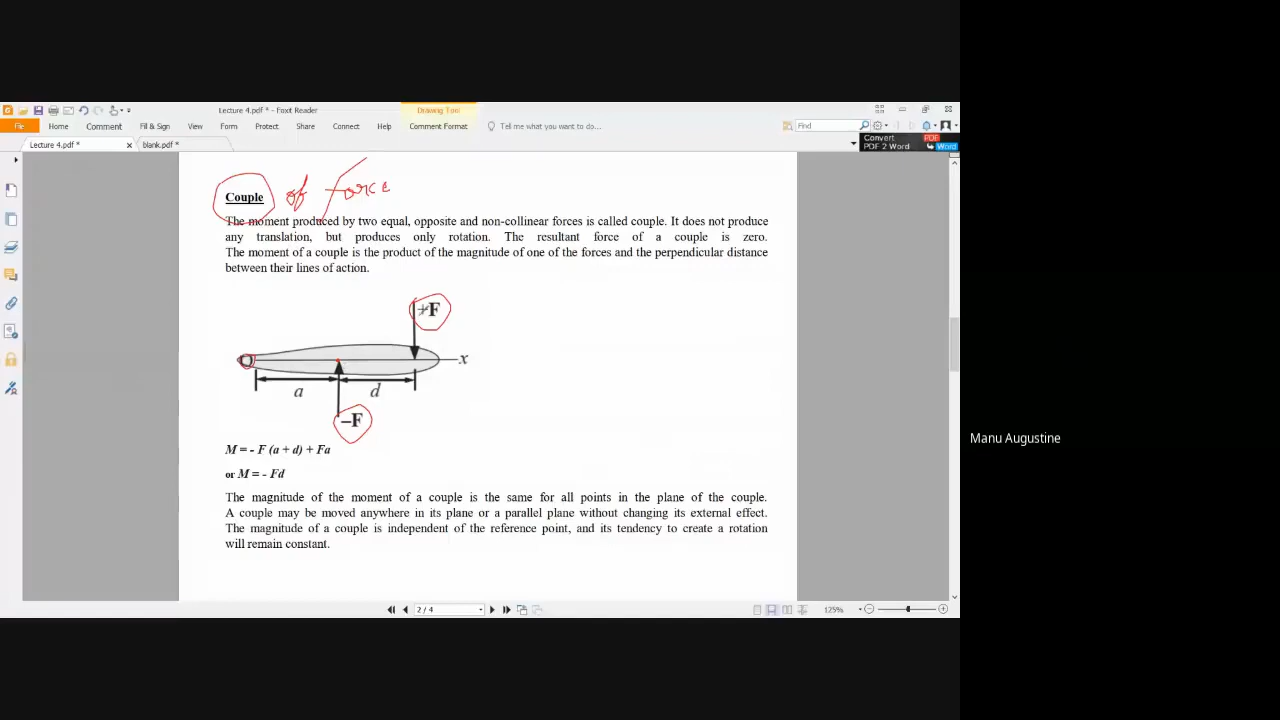 Lecture 4.pdf * - Foxit Reader
Drawing Tool
File Home Comment Fill & Sign View Form Protect Share Connect Help Comment Format Tell me what you want to do... Find
Lecture 4.pdf * blank.pdf *
Convert PDF
PDF 2 Word Word
Couple of force
The moment produced by two equal, opposite and non-collinear forces is called couple. It does not produce
any translation, but produces only rotation. The resultant force of a couple is zero.
The moment of a couple is the product of the magnitude of one of the forces and the perpendicular distance
between their lines of action.
+F
O x
a d
–F
M = - F (a + d) + Fa
or M = - Fd
The magnitude of the moment of a couple is the same for all points in the plane of the couple.
A couple may be moved anywhere in its plane or a parallel plane without changing its external effect.
The magnitude of a couple is independent of the reference point, and its tendency to create a rotation
will remain constant.
2 / 4
125%
Manu Augustine